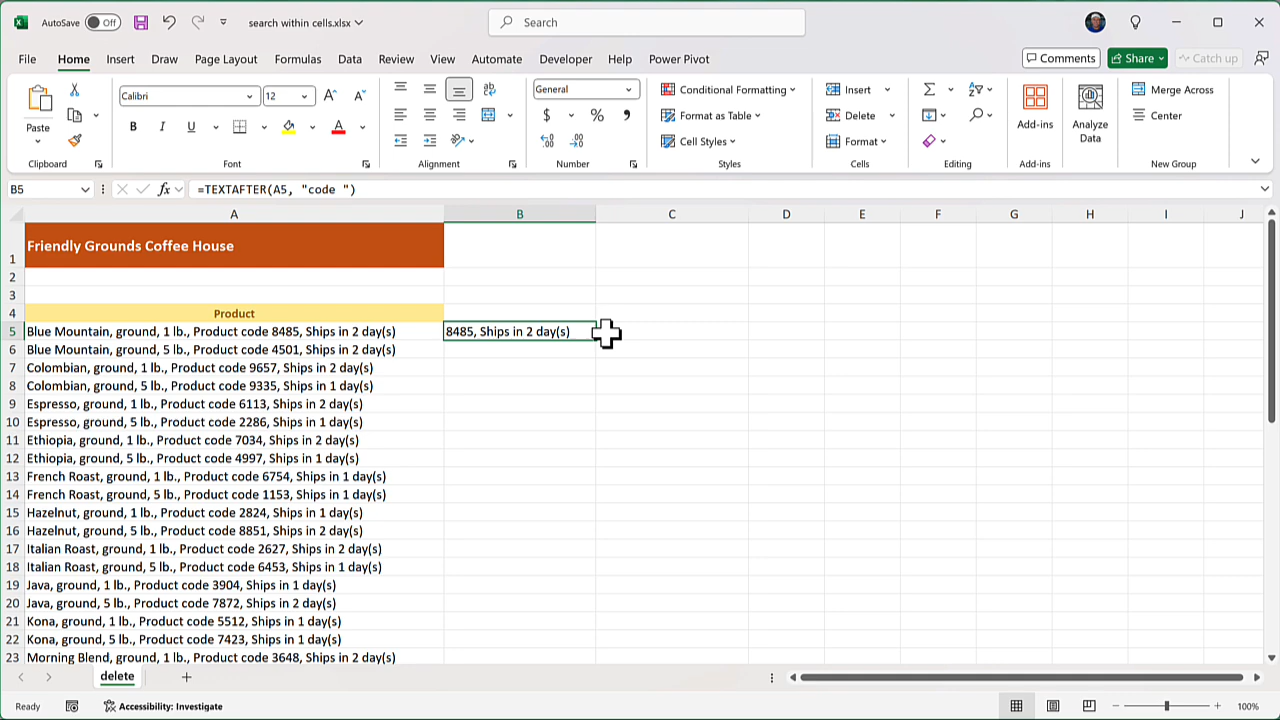 AutoSave Off search within cells.xlsx Search
File Home Insert Draw Page Layout Formulas Data Review View Automate Developer Help Power Pivot Comments Share Catch up
Calibri 12 General Conditional Formatting Insert Merge Across
Paste B I U $ % Format as Table Delete Add-ins Analyze Data Center
Cell Styles Format
Clipboard Font Alignment Number Styles Cells Editing Add-ins New Group
B5 fx =TEXTAFTER(A5, "code ")
A B C D E F G H I J
1 Friendly Grounds Coffee House
2
3
4 Product
5 Blue Mountain, ground, 1 lb., Product code 8485, Ships in 2 day(s) 8485, Ships in 2 day(s)
6 Blue Mountain, ground, 5 lb., Product code 4501, Ships in 2 day(s)
7 Colombian, ground, 1 lb., Product code 9657, Ships in 2 day(s)
8 Colombian, ground, 5 lb., Product code 9335, Ships in 1 day(s)
9 Espresso, ground, 1 lb., Product code 6113, Ships in 2 day(s)
10 Espresso, ground, 5 lb., Product code 2286, Ships in 1 day(s)
11 Ethiopia, ground, 1 lb., Product code 7034, Ships in 2 day(s)
12 Ethiopia, ground, 5 lb., Product code 4997, Ships in 1 day(s)
13 French Roast, ground, 1 lb., Product code 6754, Ships in 1 day(s)
14 French Roast, ground, 5 lb., Product code 1153, Ships in 1 day(s)
15 Hazelnut, ground, 1 lb., Product code 2824, Ships in 1 day(s)
16 Hazelnut, ground, 5 lb., Product code 8851, Ships in 2 day(s)
17 Italian Roast, ground, 1 lb., Product code 2627, Ships in 2 day(s)
18 Italian Roast, ground, 5 lb., Product code 6453, Ships in 1 day(s)
19 Java, ground, 1 lb., Product code 3904, Ships in 1 day(s)
20 Java, ground, 5 lb., Product code 7872, Ships in 2 day(s)
21 Kona, ground, 1 lb., Product code 5512, Ships in 1 day(s)
22 Kona, ground, 5 lb., Product code 7423, Ships in 1 day(s)
23 Morning Blend, ground, 1 lb., Product code 3648, Ships in 2 day(s)
delete
Ready Accessibility: Investigate 100%